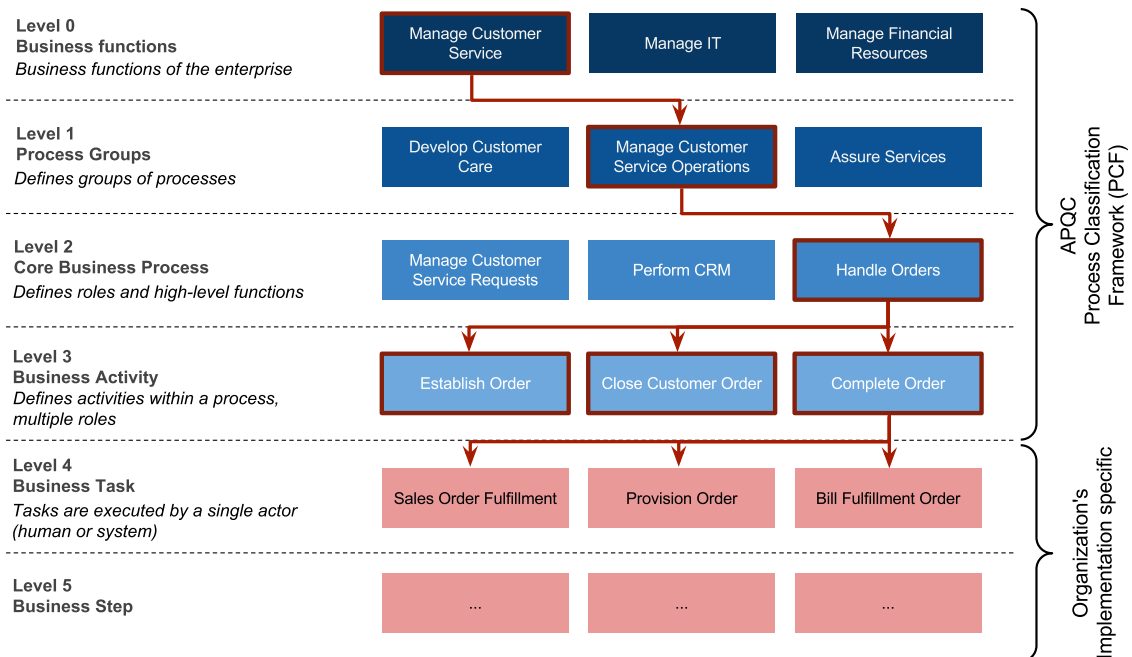 Level 0
Business functions
Business functions of the enterprise
Manage Customer
Service
Manage IT
Manage Financial
Resources
Level 1
Process Groups
Defines groups of processes
Develop Customer
Care
Manage Customer
Service Operations
Assure Services
Level 2
Core Business Process
Defines roles and high-level functions
Manage Customer
Service Requests
Perform CRM
Handle Orders
Level 3
Business Activity
Defines activities within a process,
multiple roles
Establish Order
Close Customer Order
Complete Order
APQC
Process Classification
Framework (PCF)
Level 4
Business Task
Tasks are executed by a single actor
(human or system)
Sales Order Fulfillment
Provision Order
Bill Fulfillment Order
Level 5
Business Step
...
...
...
Organization's
Implementation specific